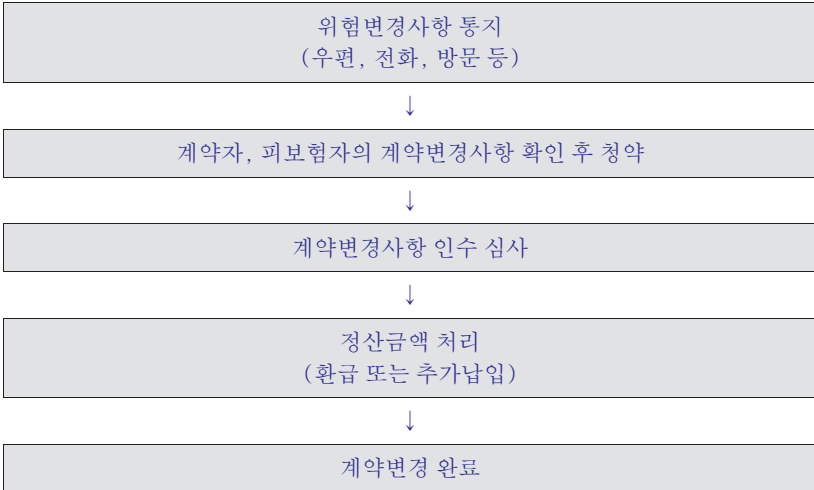 위험변경사항 통지
(우편, 전화, 방문 등)
↓
계약자, 피보험자의 계약변경사항 확인 후 청약
↓
계약변경사항 인수 심사
↓
정산금액 처리
(환급 또는 추가납입)
↓
계약변경 완료